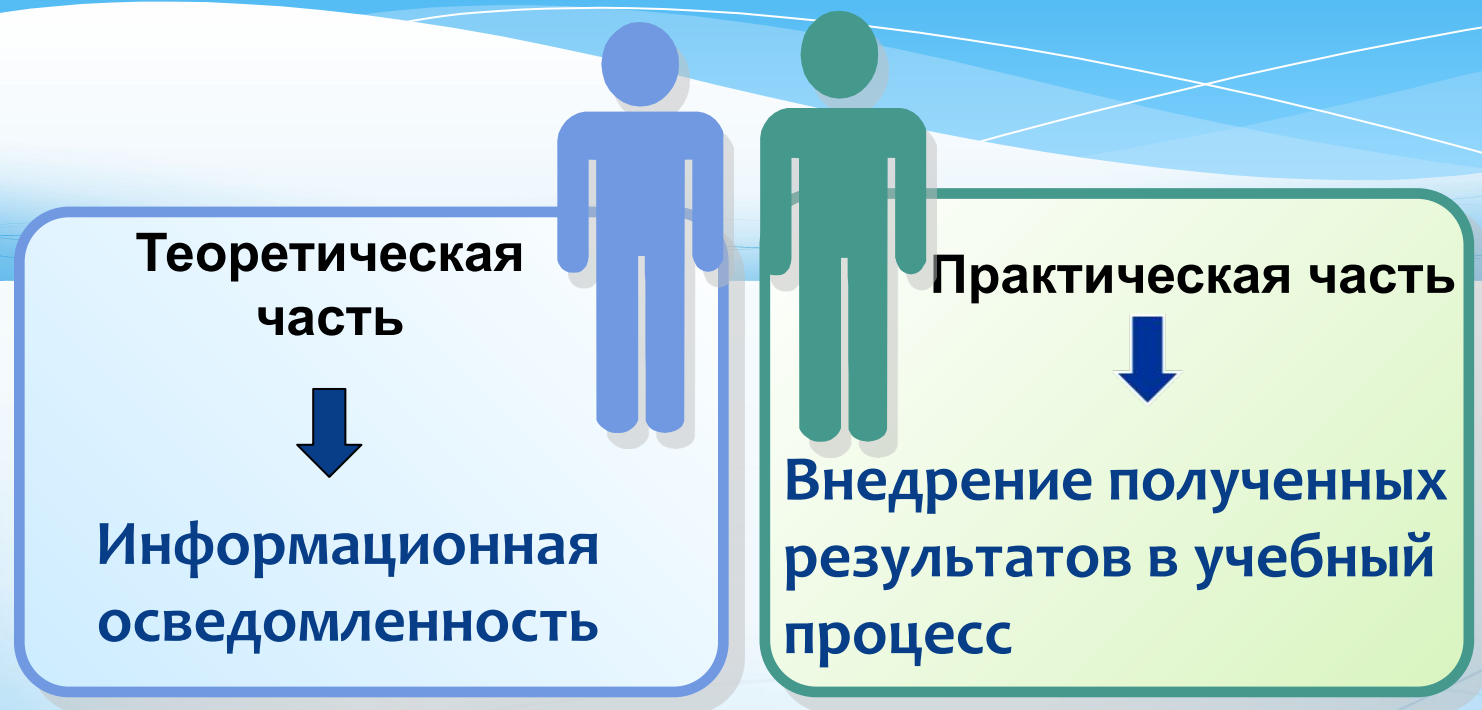 Теоретическая
часть
Информационная
осведомленность
Практическая часть
Внедрение полученных
результатов в учебный
процесс